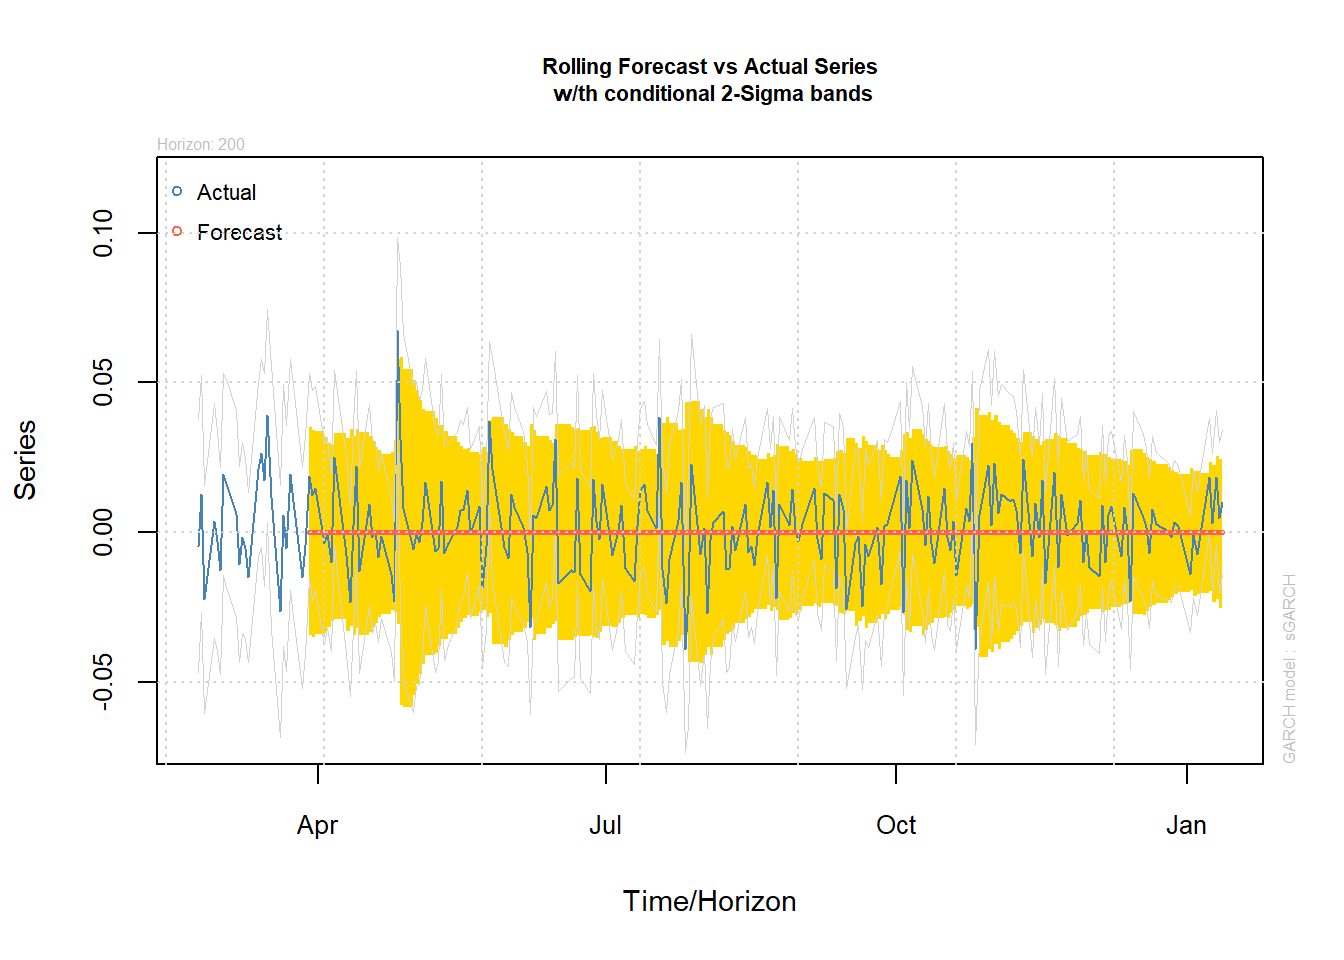 Rolling Forecast vs Actual Series
w/th conditional 2-Sigma bands
Horizon: 200
Actual
Forecast
0.10
0.05
0.00
-0.05
Series
GARCH model : sGARCH
Apr
Jul
Oct
Jan
Time/Horizon